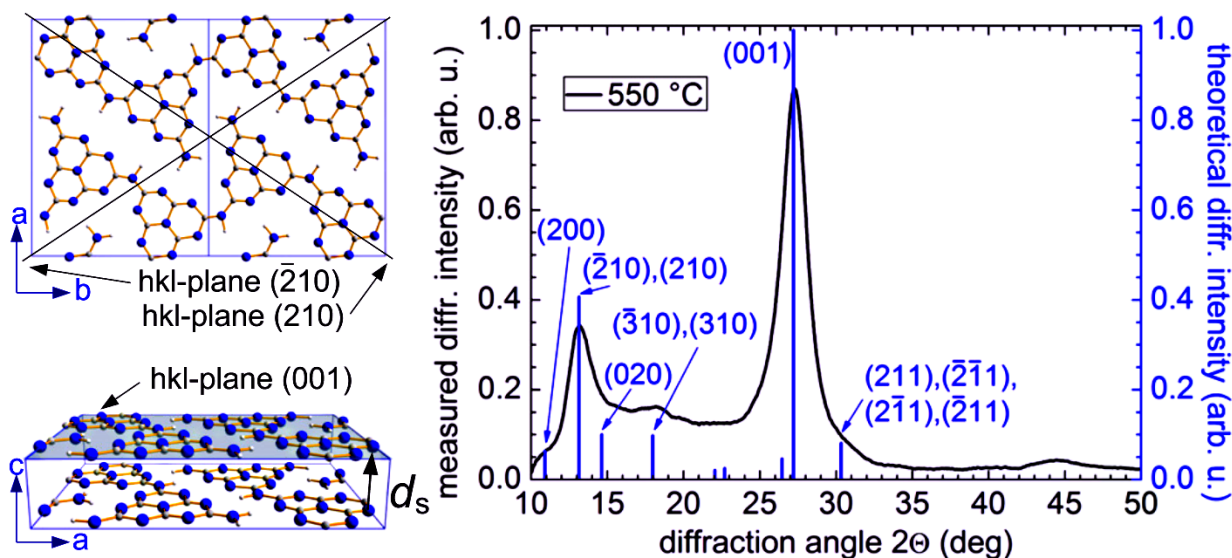 a
b
hkl-plane (2̅10)
hkl-plane (210)
hkl-plane (001)
c
a
dₛ
measured diffr. intensity (arb. u.)
1.0
0.8
0.6
0.4
0.2
0.0
550 °C
(001)
(200)
(2̅10),(210)
(3̅10),(310)
(020)
(211),(2̅1̅1),
(21̅1),(2̅11)
10 15 20 25 30 35 40 45 50
diffraction angle 2Θ (deg)
1.0
0.8
0.6
0.4
0.2
0.0
theoretical diffr. intensity (arb. u.)